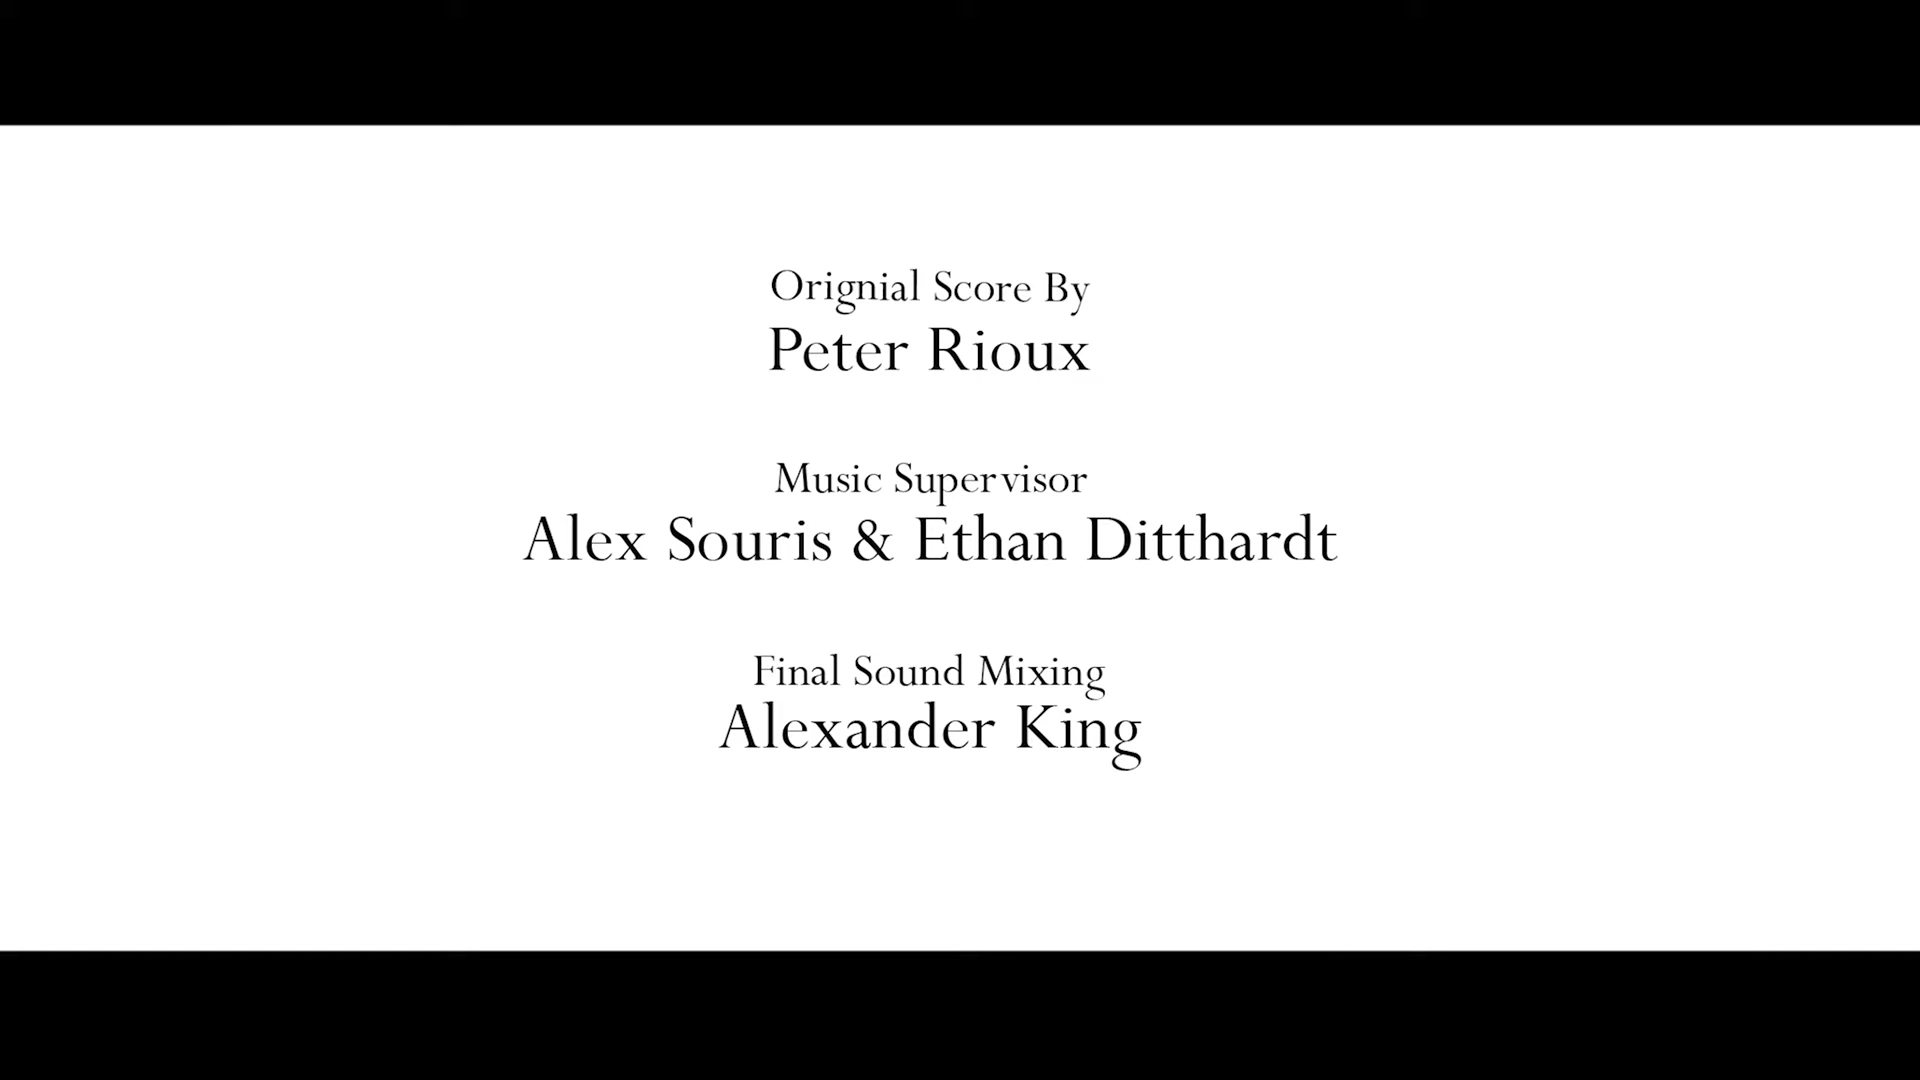 Orignial Score By
Peter Rioux
Music Supervisor
Alex Souris & Ethan Ditthardt
Final Sound Mixing
Alexander King